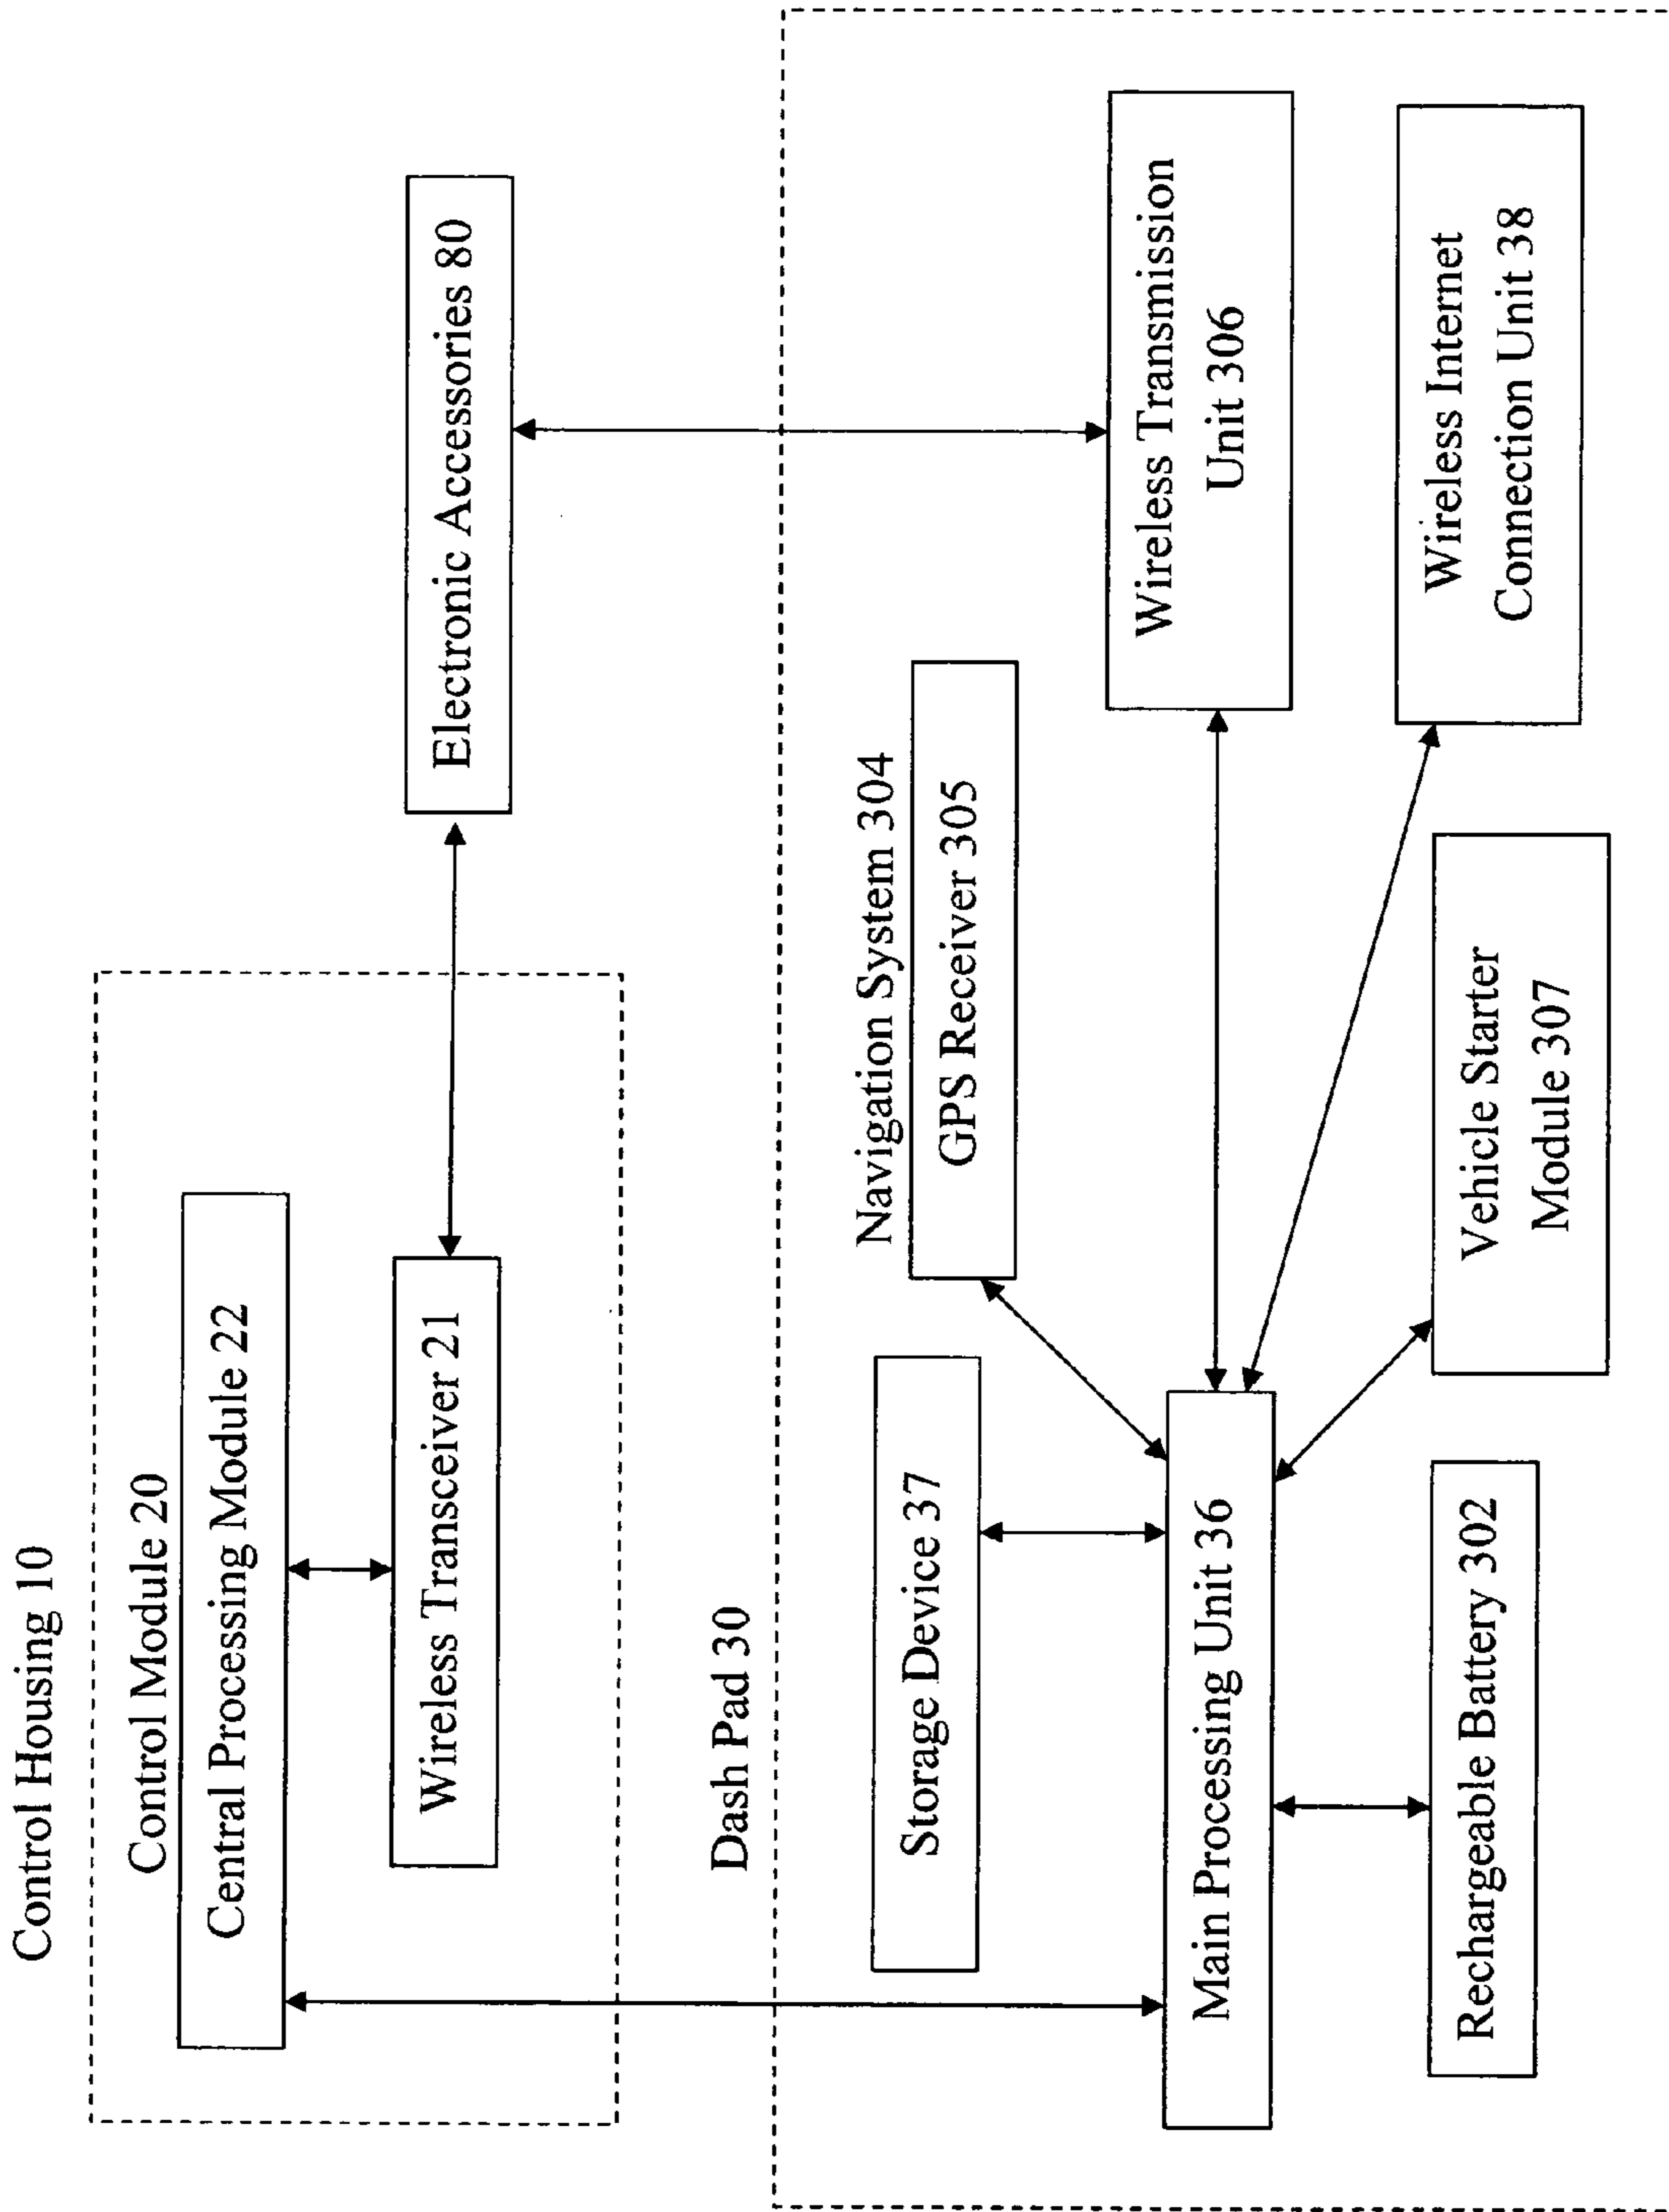 Control Housing 10
Control Module 20
Central Processing Module 22
Wireless Transceiver 21
Electronic Accessories 80
Dash Pad 30
Storage Device 37
Navigation System 304
GPS Receiver 305
Main Processing Unit 36
Wireless Transmission
Unit 306
Rechargeable Battery 302
Vehicle Starter
Module 307
Wireless Internet
Connection Unit 38